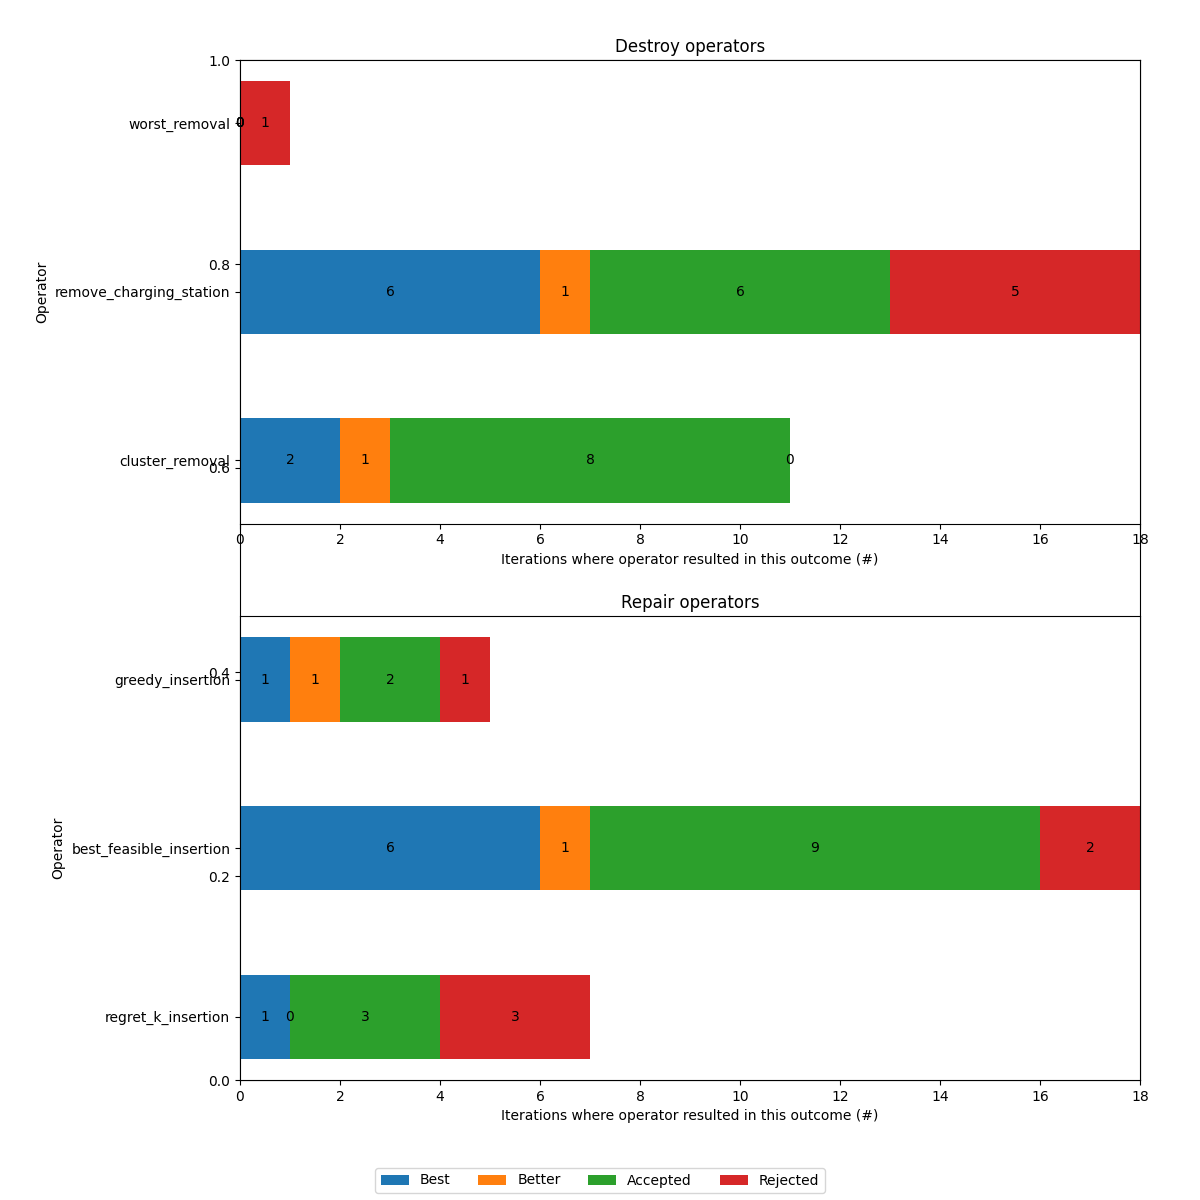 Destroy operators
1.0
worst_removal
0
1
Operator
0.8
remove_charging_station
6
1
6
5
cluster_removal
0.6
2
1
8
0
0 2 4 6 8 10 12 14 16 18
Iterations where operator resulted in this outcome (#)
Repair operators
0.4
greedy_insertion
1
1
2
1
Operator
best_feasible_insertion
6
1
9
2
0.2
regret_k_insertion
1
0
3
3
0.0
0 2 4 6 8 10 12 14 16 18
Iterations where operator resulted in this outcome (#)
Best Better Accepted Rejected